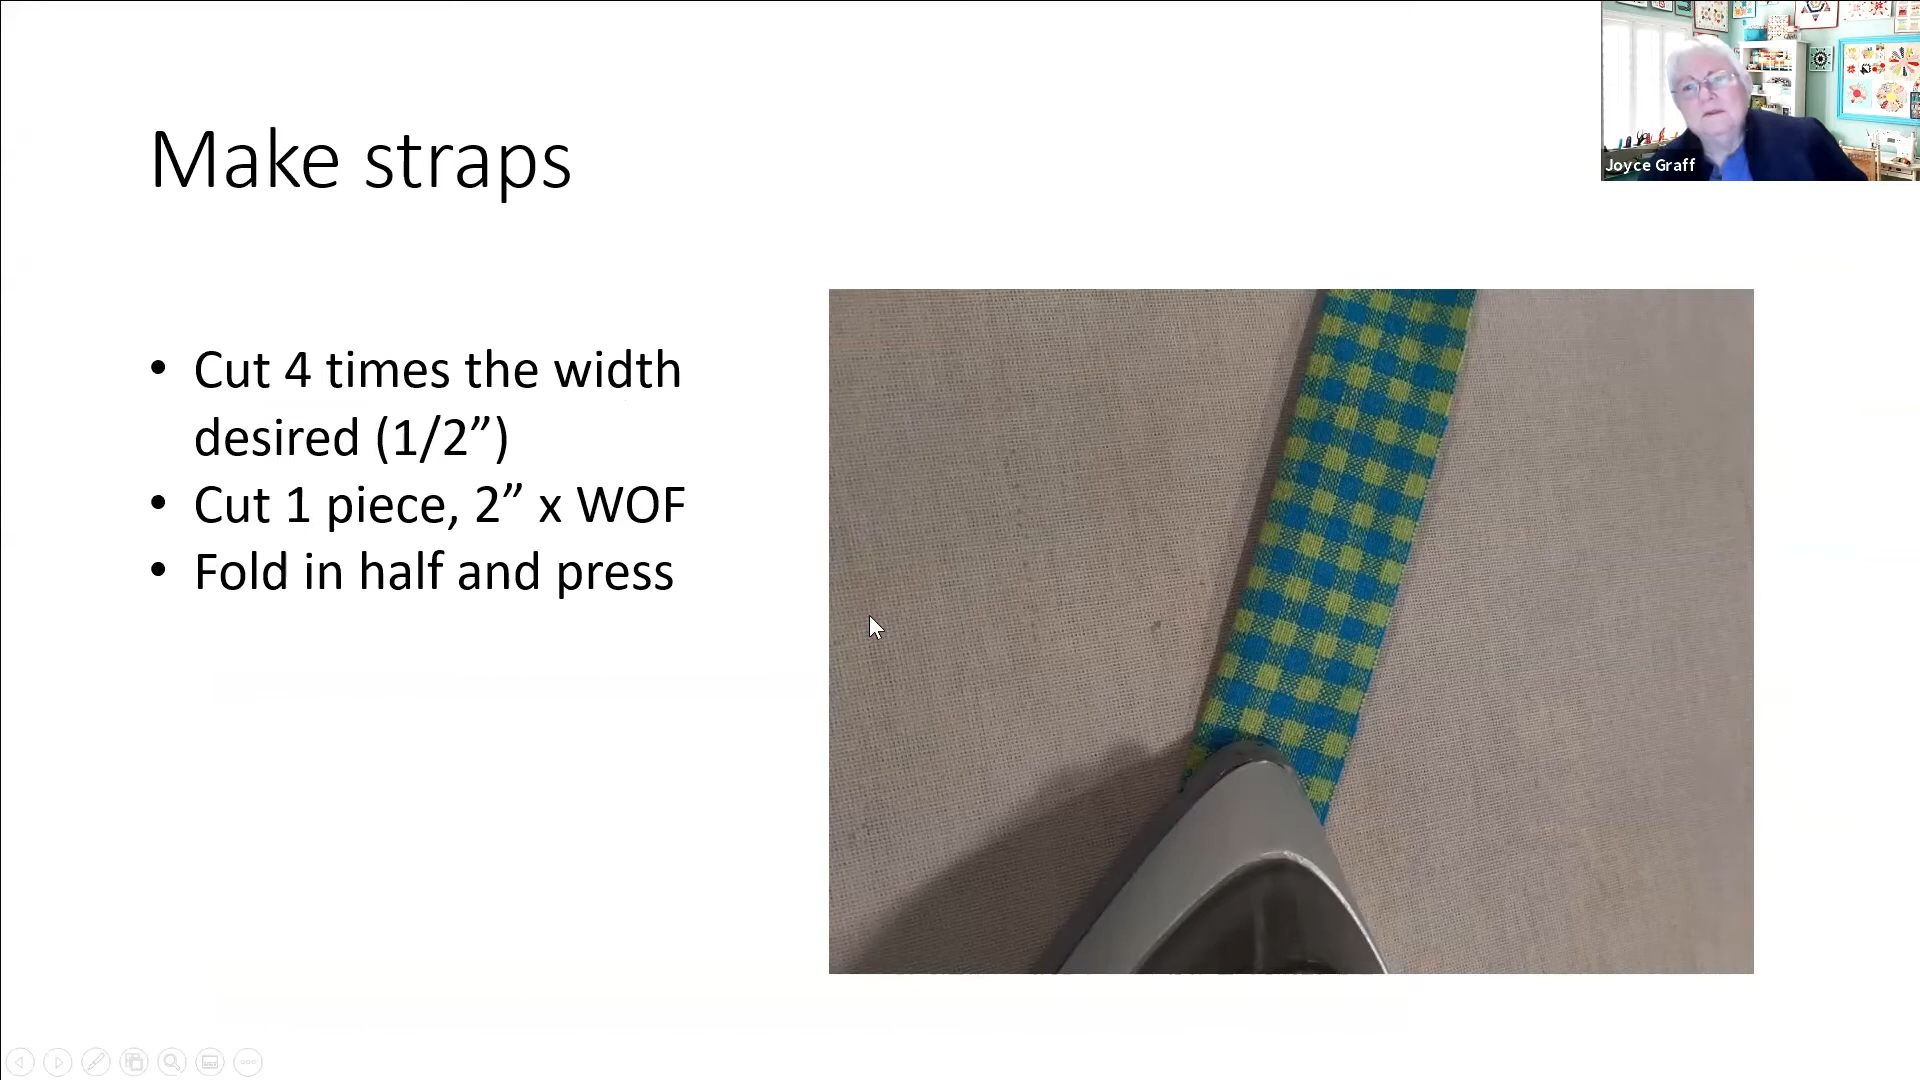 Make straps
• Cut 4 times the width
desired (1/2”)
• Cut 1 piece, 2” x WOF
• Fold in half and press
Joyce Graff